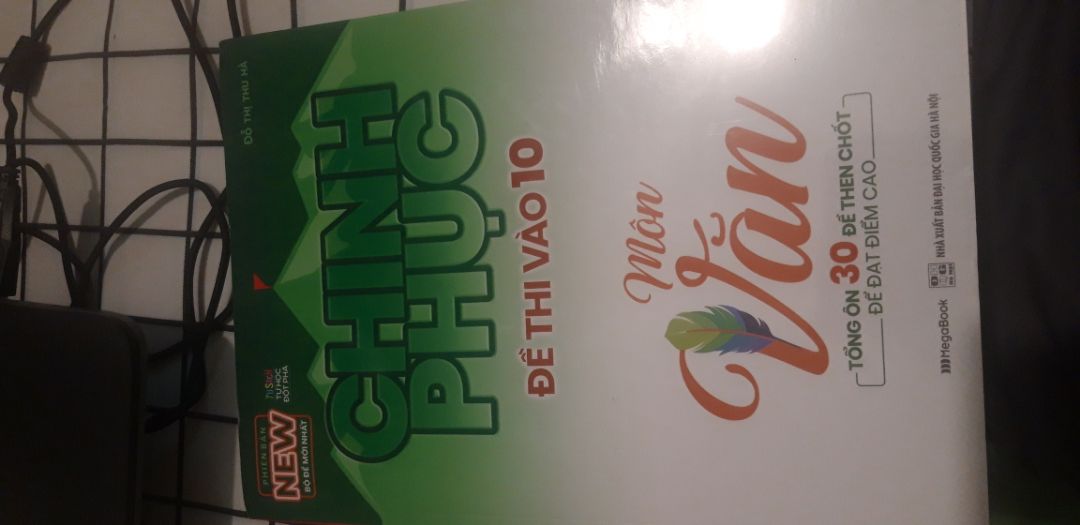 ĐỖ THỊ THU HÀ
PHIÊN BẢN
NEW
BỘ ĐỀ MỚI NHẤT
TỰ HỌC
ĐỘT PHÁ
CHINH
PHỤC
ĐỀ THI VÀO 10
Môn
Văn
TỔNG ÔN 30 ĐỀ THEN CHỐT
ĐỂ ĐẠT ĐIỂM CAO
MegaBook
NHÀ XUẤT BẢN ĐẠI HỌC QUỐC GIA HÀ NỘI